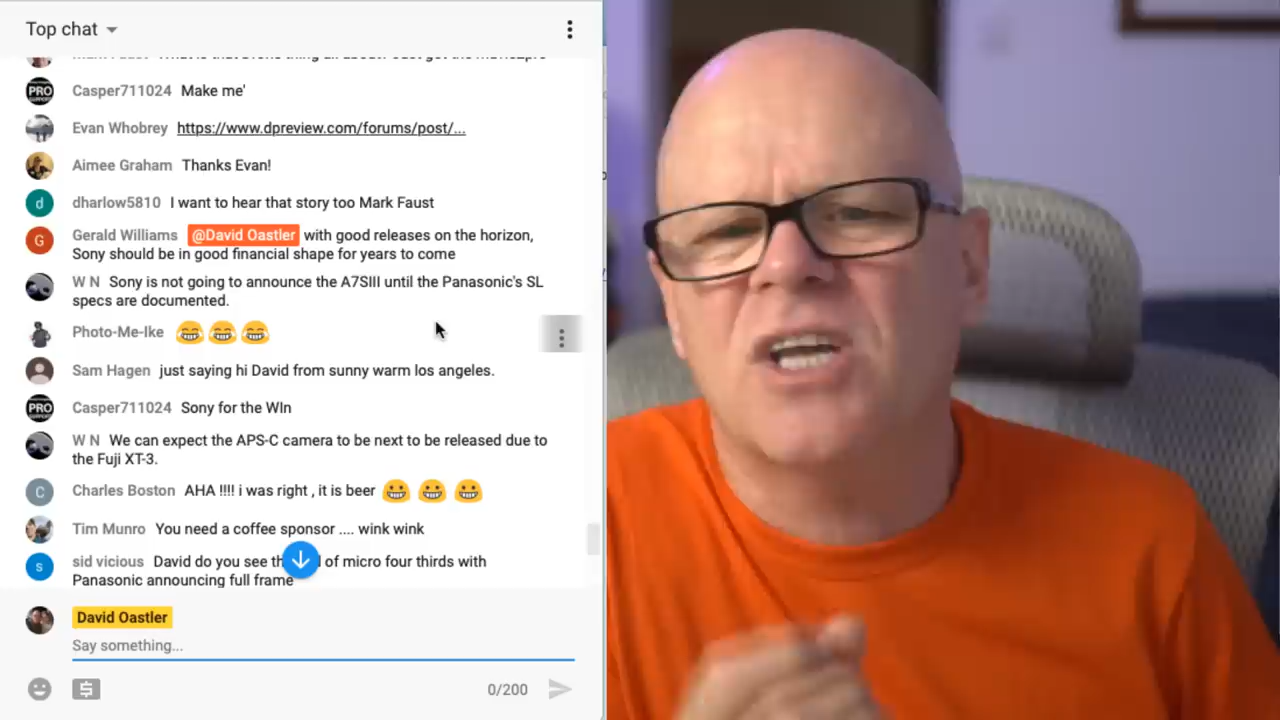 Top chat
Casper711024 Make me'
Evan Whobrey https://www.dpreview.com/forums/post/...
Aimee Graham Thanks Evan!
d dharlow5810 I want to hear that story too Mark Faust
G Gerald Williams @David Oastler with good releases on the horizon,
Sony should be in good financial shape for years to come
W N Sony is not going to announce the A7SIII until the Panasonic's SL
specs are documented.
Photo-Me-Ike 😂 😂 😂
Sam Hagen just saying hi David from sunny warm los angeles.
PRO Casper711024 Sony for the WIn
W N We can expect the APS-C camera to be next to be released due to
the Fuji XT-3.
C Charles Boston AHA !!!! i was right , it is beer 😀 😀 😀
Tim Munro You need a coffee sponsor .... wink wink
s sid vicious David do you see of micro four thirds with
Panasonic announcing full frame
David Oastler
Say something...
$ 0/200